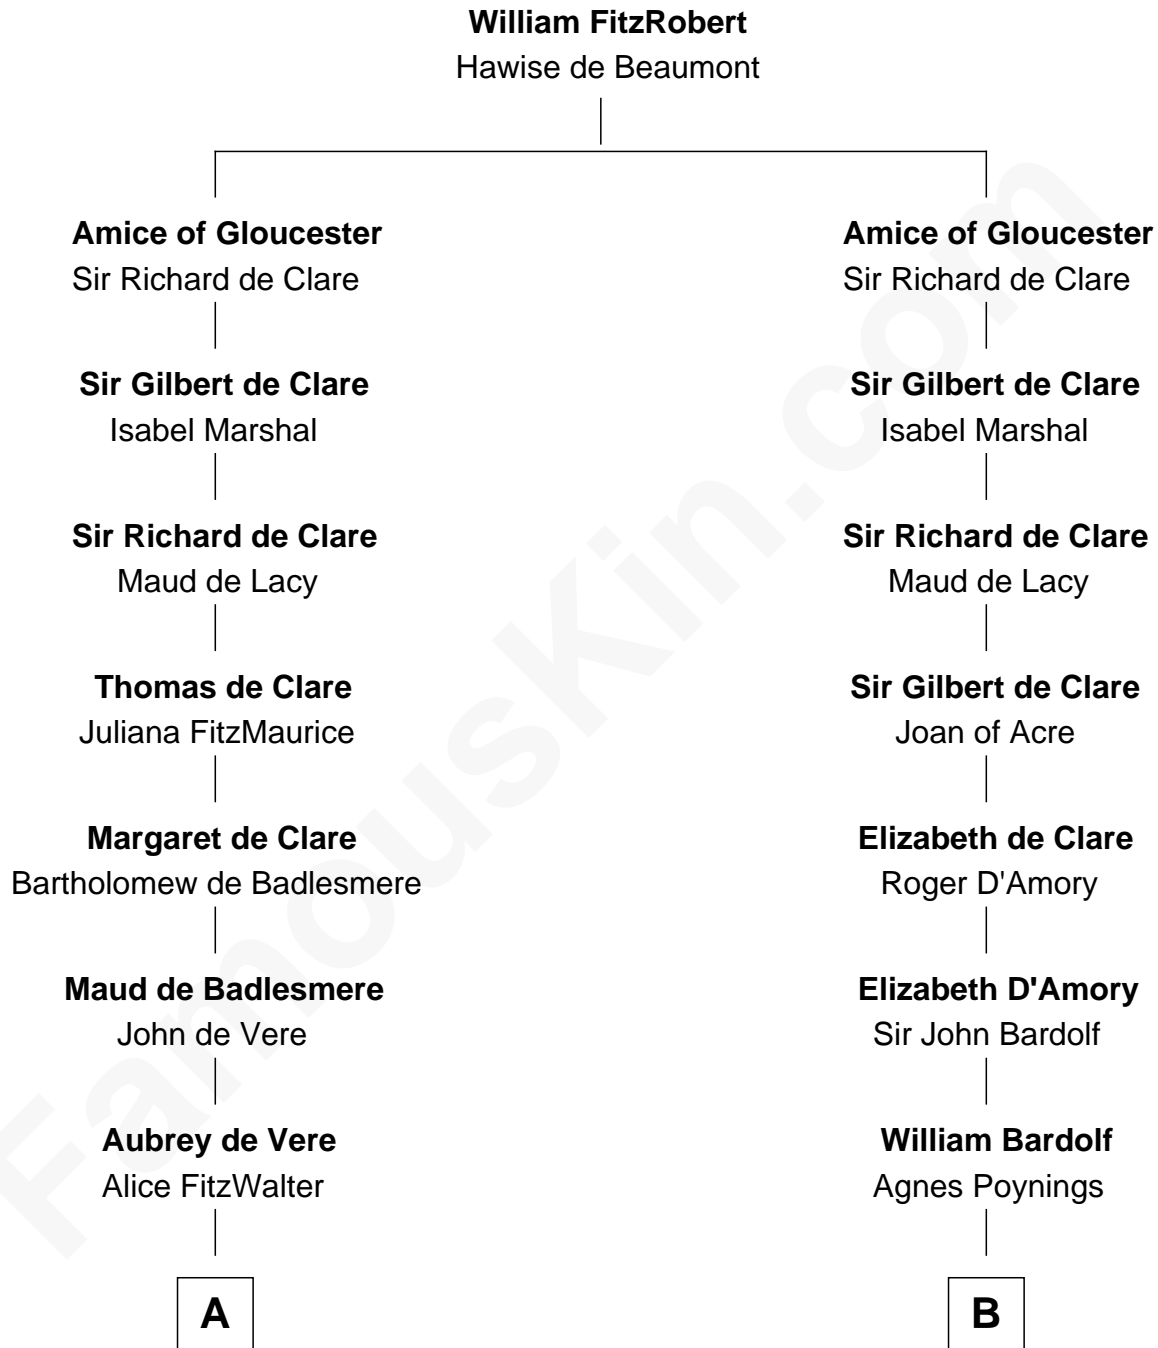 William FitzRobert
Hawise de Beaumont
Amice of Gloucester
Sir Richard de Clare
Amice of Gloucester
Sir Richard de Clare
Sir Gilbert de Clare
Isabel Marshal
Sir Gilbert de Clare
Isabel Marshal
Sir Richard de Clare
Maud de Lacy
Sir Richard de Clare
Maud de Lacy
Thomas de Clare
Juliana FitzMaurice
Sir Gilbert de Clare
Joan of Acre
Margaret de Clare
Bartholomew de Badlesmere
Elizabeth de Clare
Roger D'Amory
Maud de Badlesmere
John de Vere
Elizabeth D'Amory
Sir John Bardolf
Aubrey de Vere
Alice FitzWalter
William Bardolf
Agnes Poynings
A
B
FamousKin.com